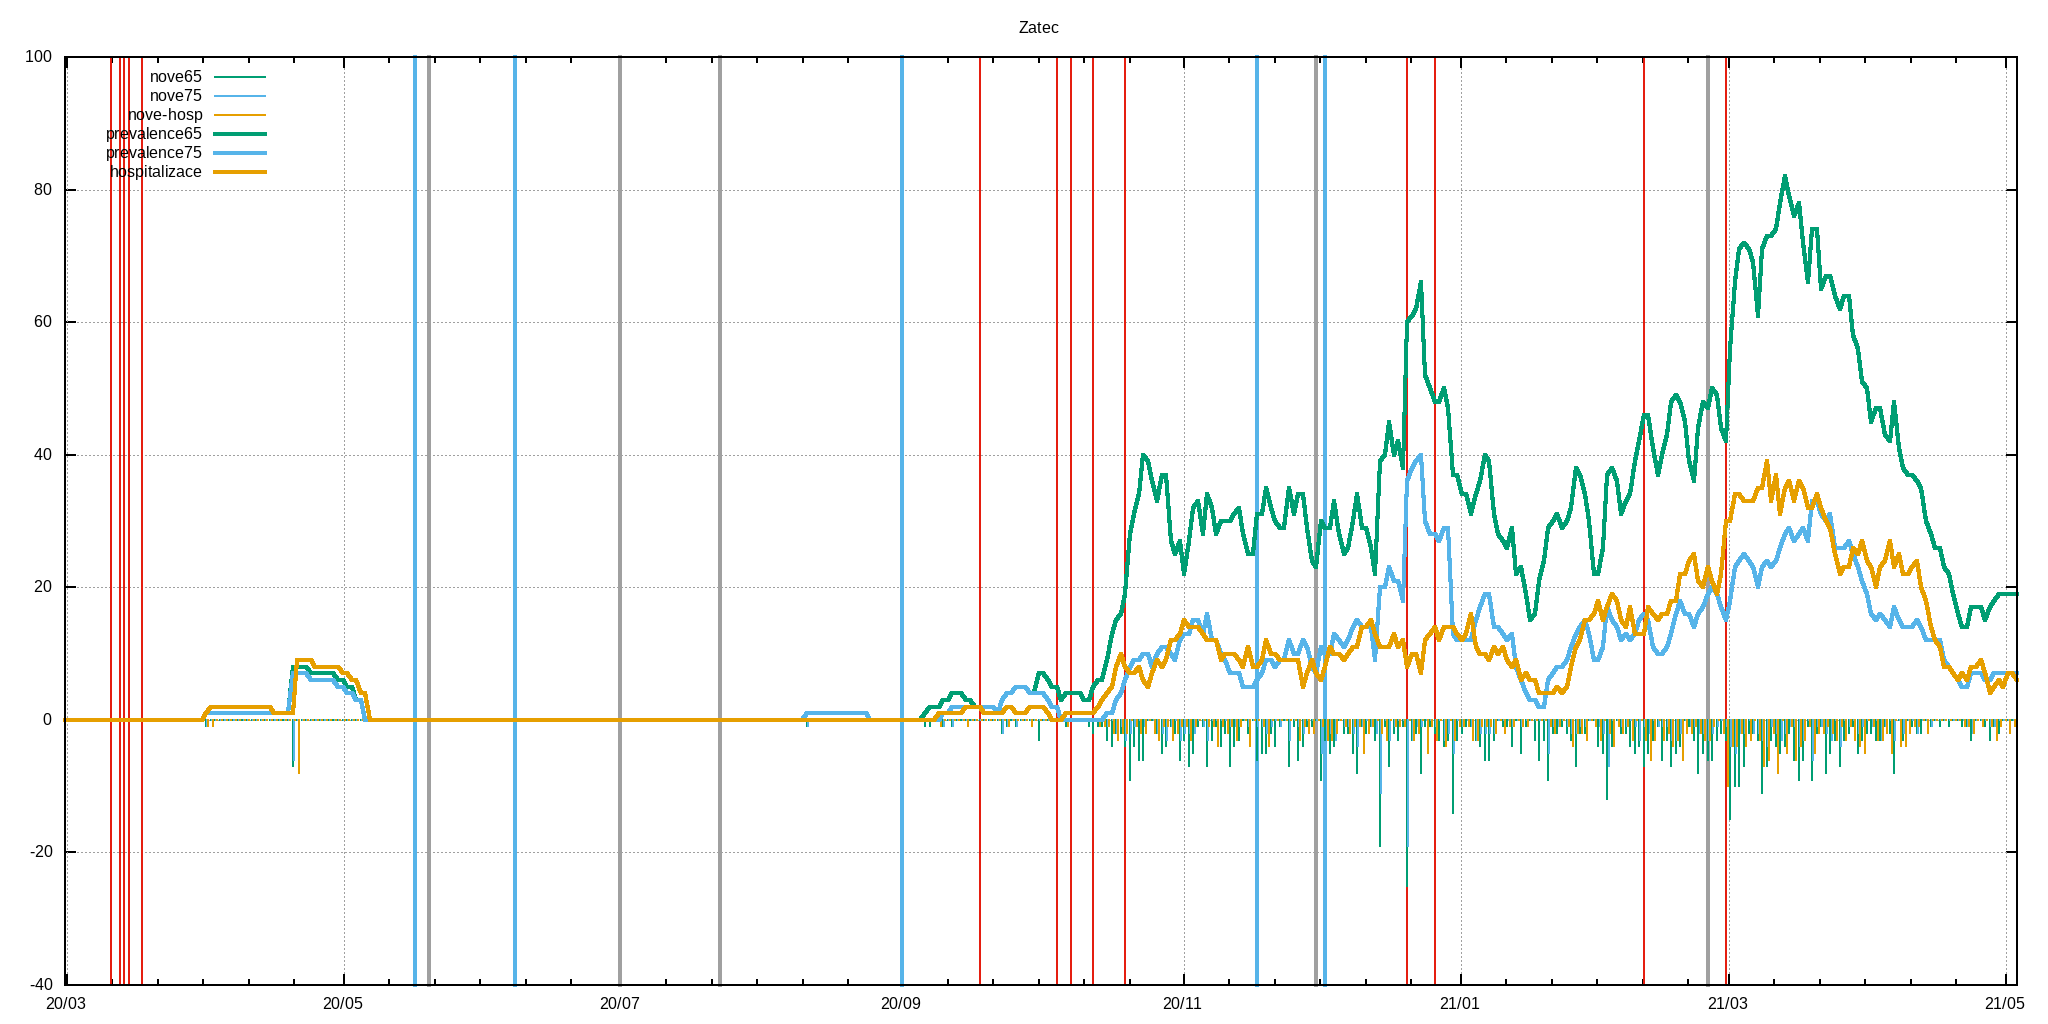 Zatec
100
80
60
40
20
0
-20
-40
nove65
nove75
nove-hosp
prevalence65
prevalence75
hospitalizace
20/03 20/05 20/07 20/09 20/11 21/01 21/03 21/05